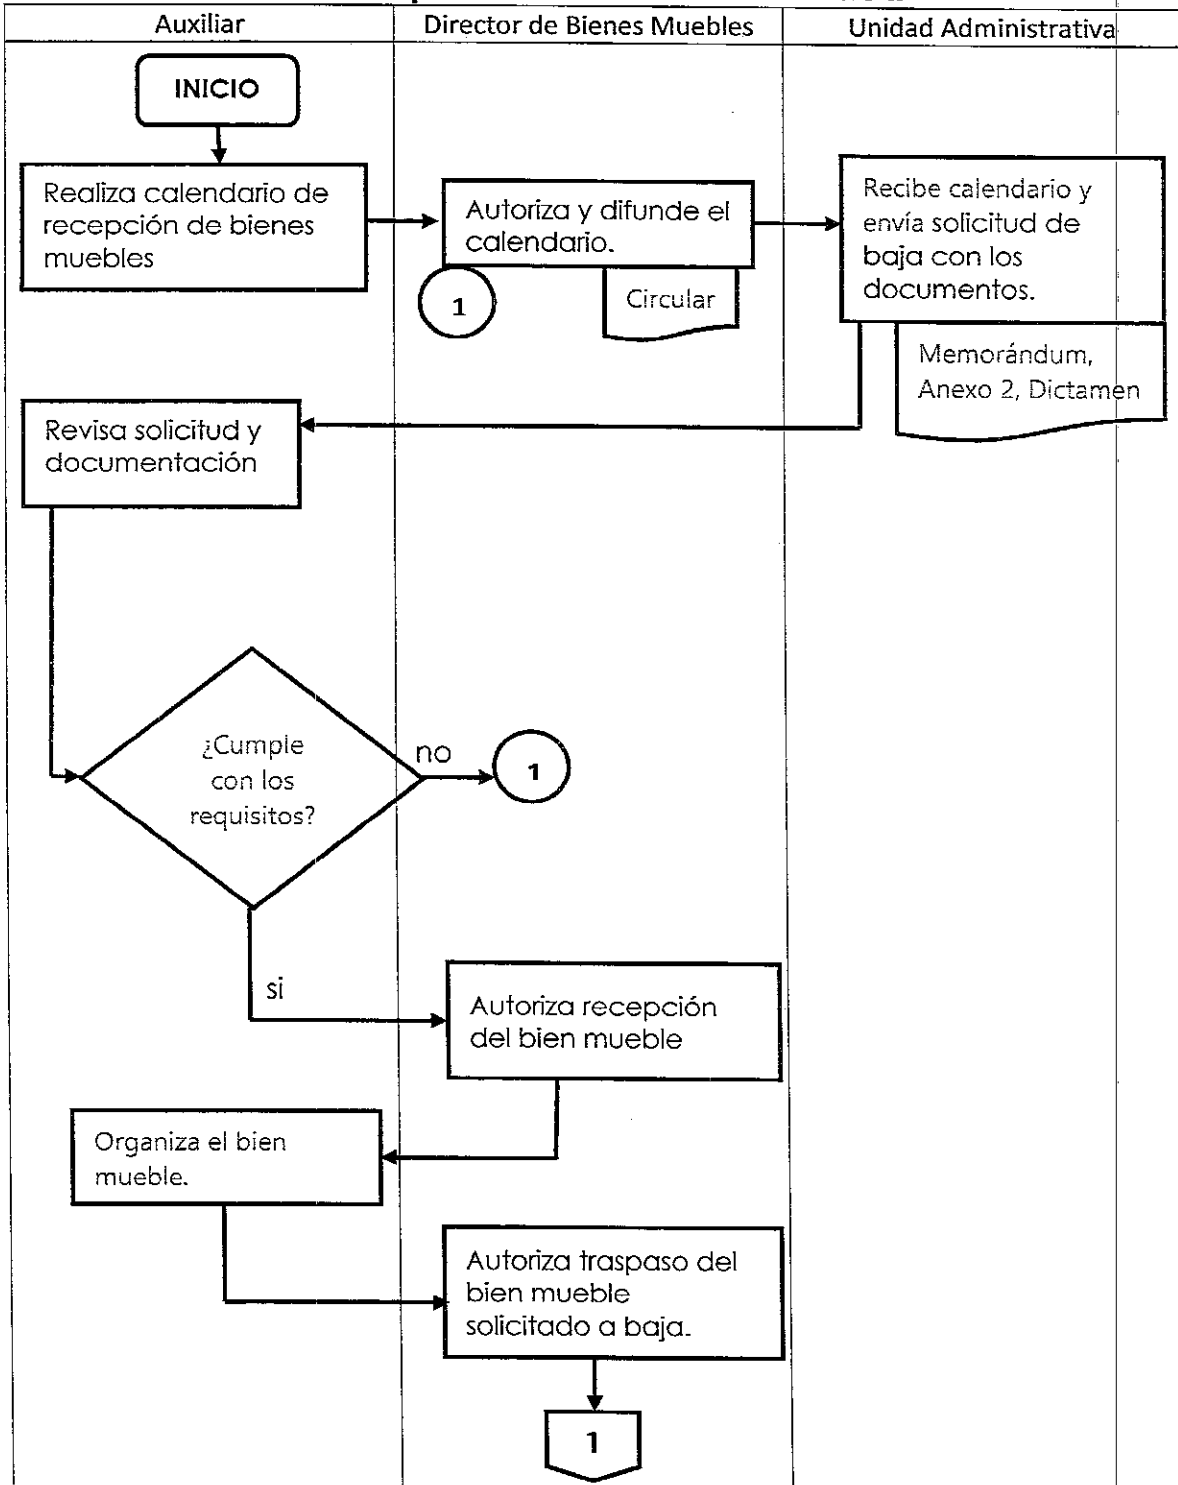 Auxiliar
Director de Bienes Muebles
Unidad Administrativa
INICIO
Realiza calendario de
recepción de bienes
muebles
Autoriza y difunde el
calendario.
1
Circular
Recibe calendario y
envía solicitud de
baja con los
documentos.
Memorándum,
Anexo 2, Dictamen
Revisa solicitud y
documentación
¿Cumple
con los
requisitos?
no
1
si
Autoriza recepción
del bien mueble
Organiza el bien
mueble.
Autoriza traspaso del
bien mueble
solicitado a baja.
1